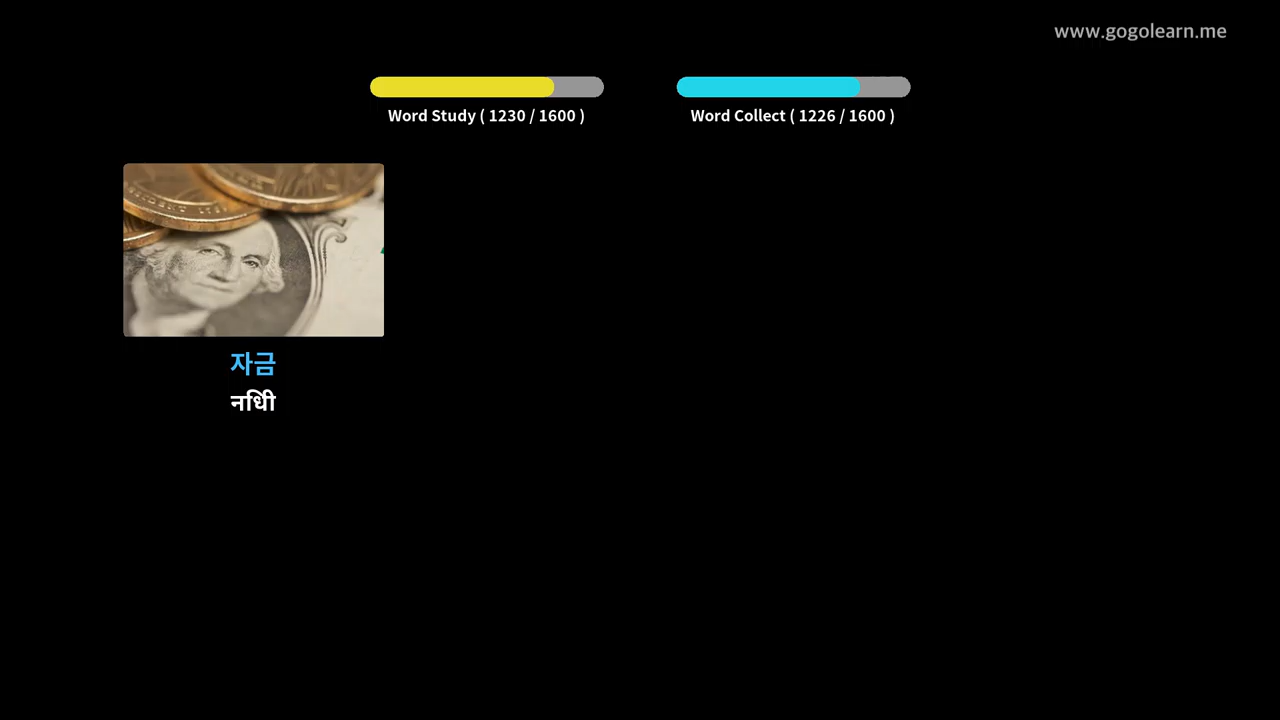 www.gogolearn.me
Word Study ( 1230 / 1600 )
Word Collect ( 1226 / 1600 )
자금
नधिी